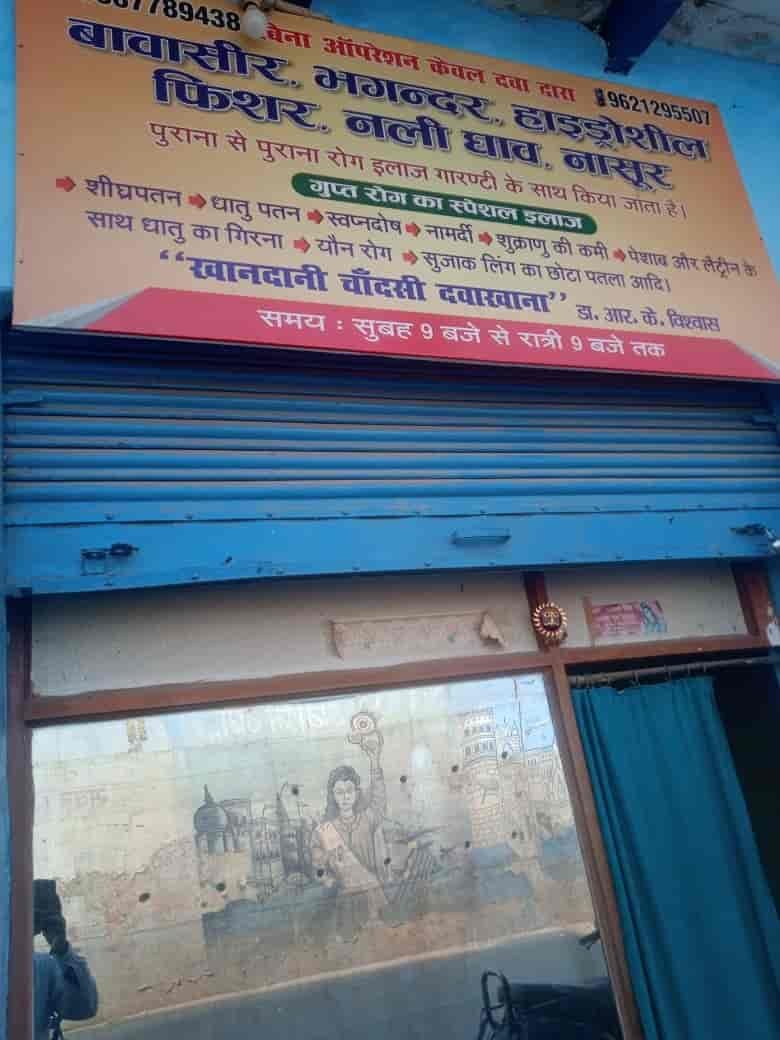 7789438
बिना ऑपरेशन केवल दवा द्वारा
9621295507
बावासीर, भगन्दर, हाइड्रोशील
फिशर, नली घाव, नासूर
पुराना से पुराना रोग इलाज गारण्टी के साथ किया जाता है।
गुप्त रोग का स्पेशल इलाज
शीघ्रपतन धातु पतन स्वप्नदोष नामर्दी शुक्राणु की कमी पेशाब और लैट्रीन के
साथ धातु का गिरना यौन रोग सुजाक लिंग का छोटा पतला आदि।
“खानदानी चाँदसी दवाखाना” डा. आर. के. विश्वास
समय : सुबह 9 बजे से रात्री 9 बजे तक